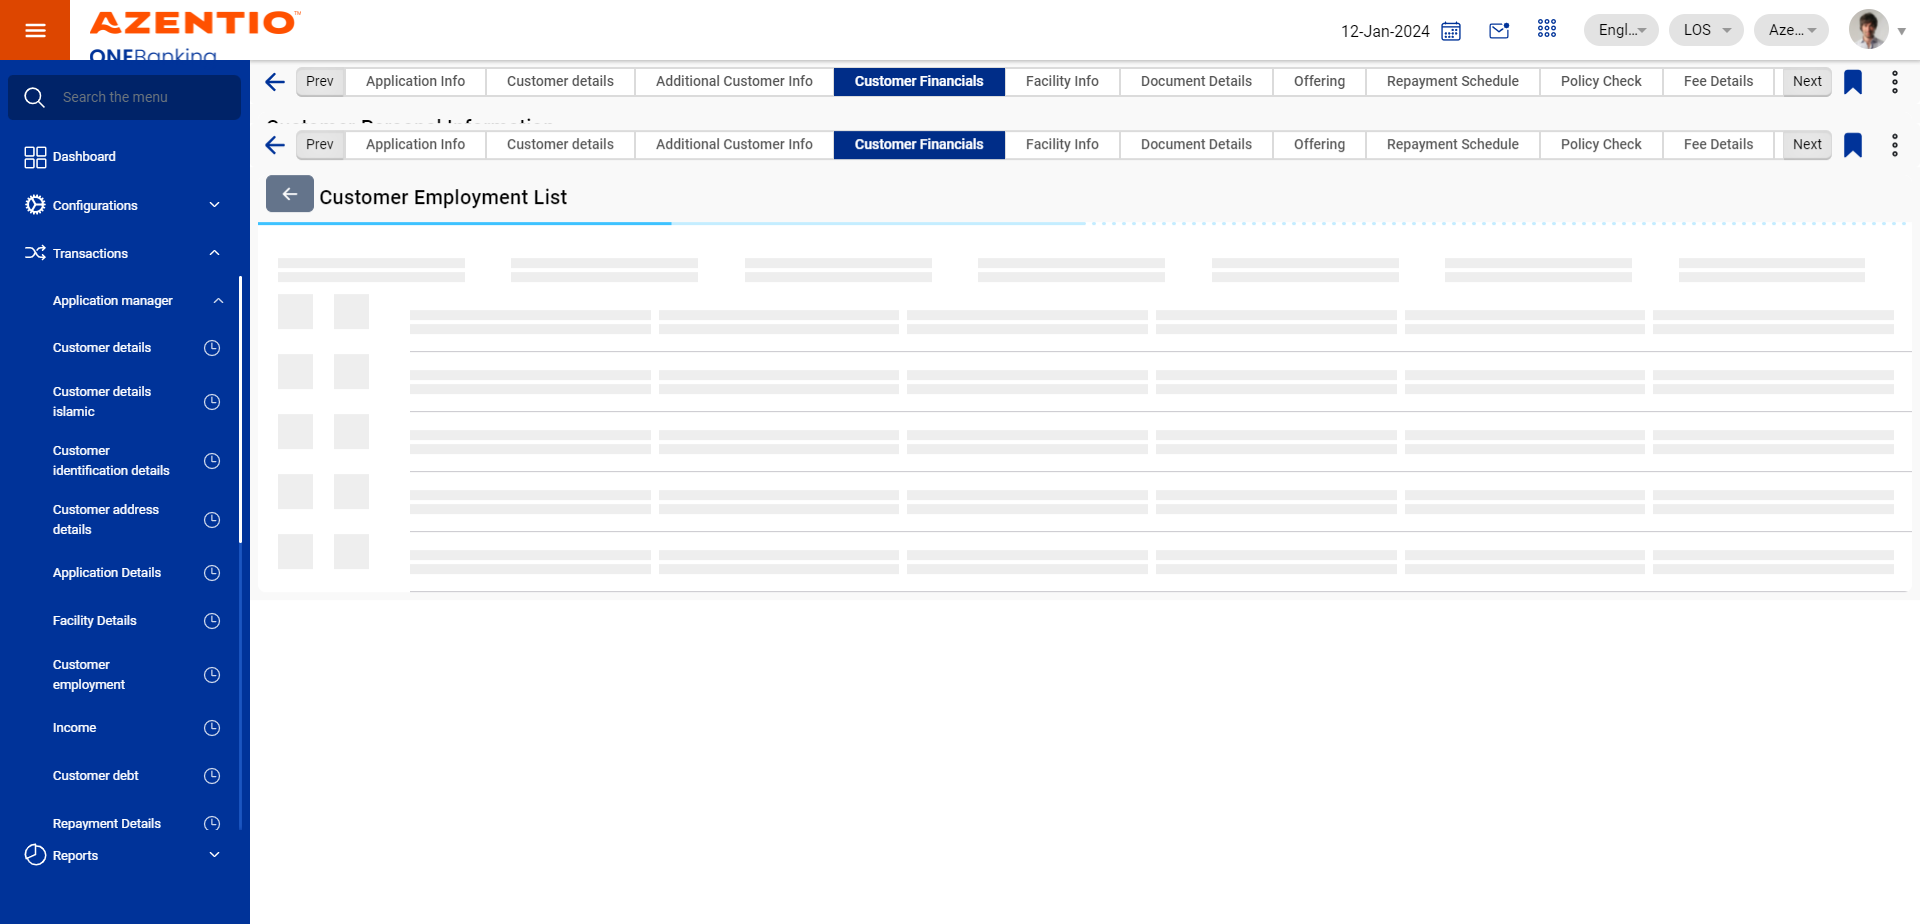 AZENTIO™
ONEBanking
12-Jan-2024
Engl...
LOS
Aze...
Search the menu
Dashboard
Configurations
Transactions
Application manager
Customer details
Customer details
islamic
Customer
identification details
Customer address
details
Application Details
Facility Details
Customer
employment
Income
Customer debt
Repayment Details
Reports
Prev Application Info Customer details Additional Customer Info Customer Financials Facility Info Document Details Offering Repayment Schedule Policy Check Fee Details Next
Customer Personal Information
Prev Application Info Customer details Additional Customer Info Customer Financials Facility Info Document Details Offering Repayment Schedule Policy Check Fee Details Next
Customer Employment List